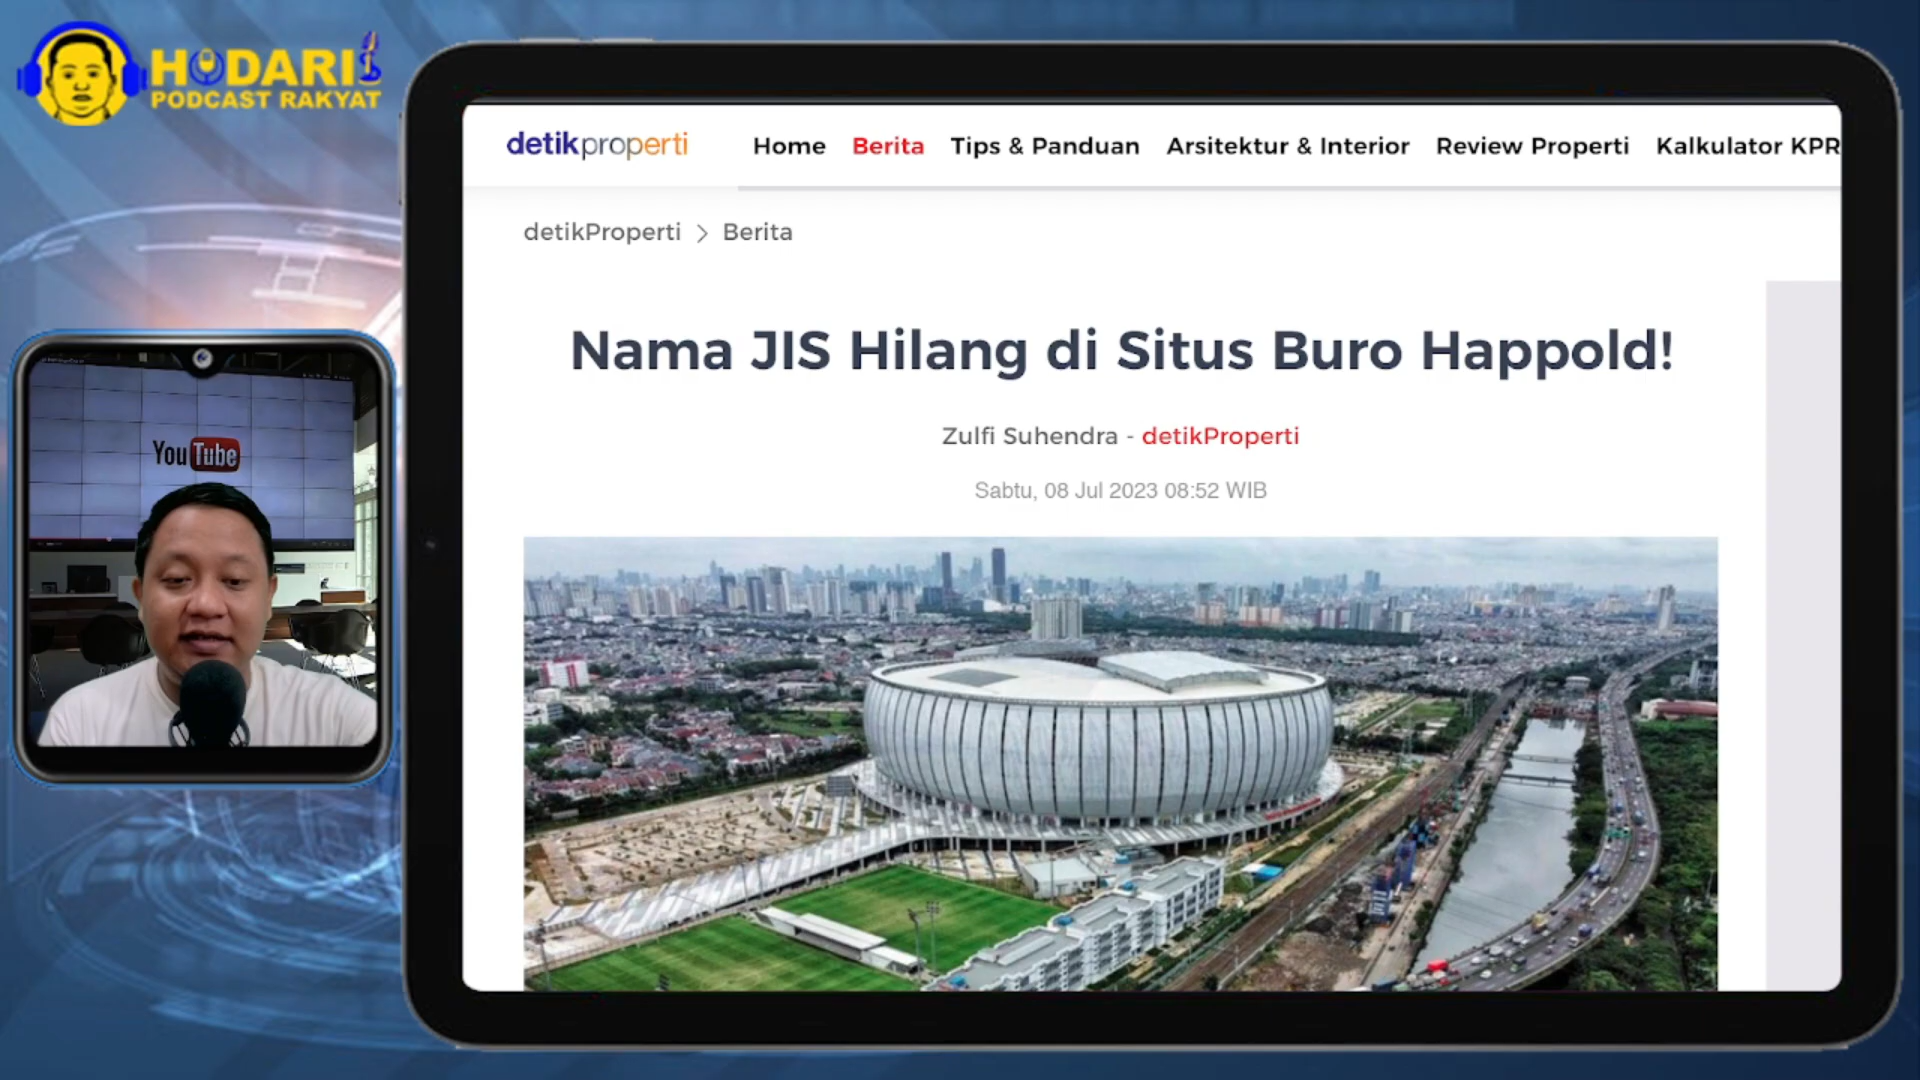 HODARI
PODCAST RAKYAT
detikproperti
Home Berita Tips & Panduan Arsitektur & Interior Review Properti Kalkulator KPR
detikProperti > Berita
Nama JIS Hilang di Situs Buro Happold!
Zulfi Suhendra - detikProperti
Sabtu, 08 Jul 2023 08:52 WIB
YouTube